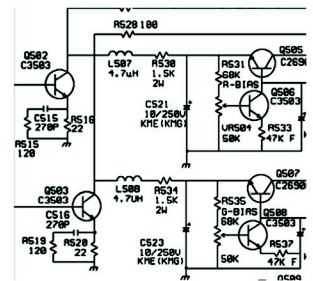 R528 100
Q502
C3503
L507
4.7uH
R530
1.5K
2W
R531
68K
R-BIAS
Q505
C2690
Q506
C3503
C515
270P
R516
22
R515
120
C521
10/250V
KME(KMG)
VR504
50K
R533
47K F
Q503
C3503
L508
4.7UH
R534
1.5K
2W
Q507
C2690
R535
G-BIAS
68K
Q508
C3503
C516
270P
R519
120
R520
22
C523
10/250V
KME(KMG)
50K
R537
47K F
Q509